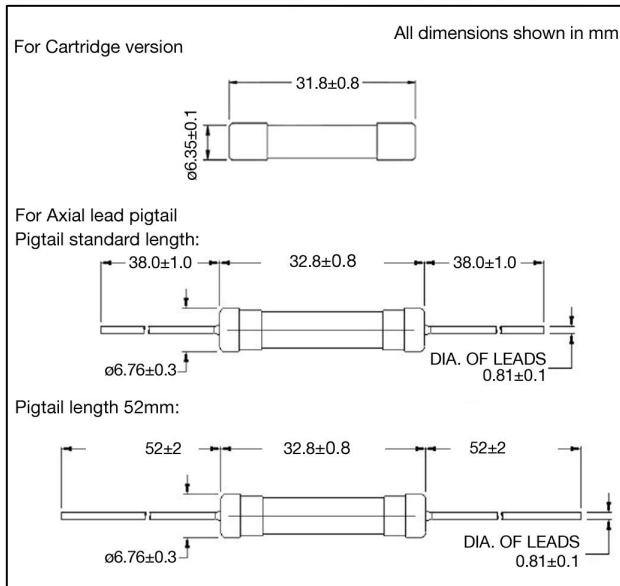 All dimensions shown in mm
For Cartridge version
31.8±0.8
ø6.35±0.1
For Axial lead pigtail
Pigtail standard length:
38.0±1.0 32.8±0.8 38.0±1.0
ø6.76±0.3
DIA. OF LEADS
0.81±0.1
Pigtail length 52mm:
52±2 32.8±0.8 52±2
ø6.76±0.3
DIA. OF LEADS
0.81±0.1